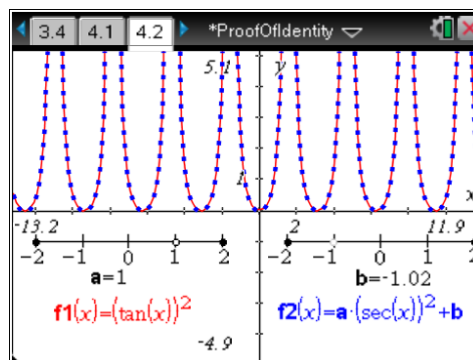 3.4 4.1 4.2 *ProofOfIdentity
5.1 y
1
x
-13.2 2 11.9
-2 -1 0 1 2 -2 -1 0 1 2
a=1 b=-1.02
f1(x)=(tan(x))² f2(x)=a·(sec(x))²+b
-4.9